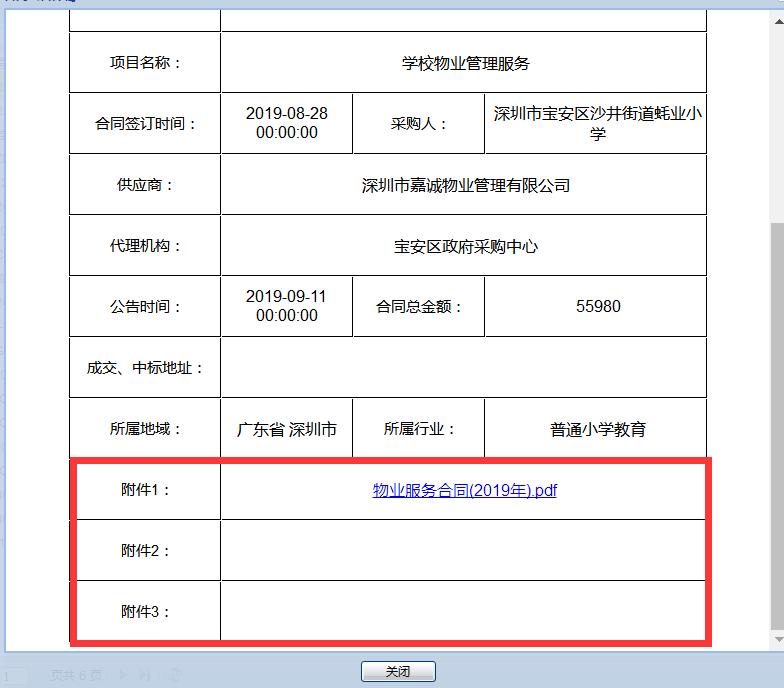 项目名称：
学校物业管理服务
合同签订时间：
2019-08-28
00:00:00
采购人：
深圳市宝安区沙井街道蚝业小
学
供应商：
深圳市嘉诚物业管理有限公司
代理机构：
宝安区政府采购中心
公告时间：
2019-09-11
00:00:00
合同总金额：
55980
成交、中标地址：
所属地域：
广东省 深圳市
所属行业：
普通小学教育
附件1：
物业服务合同(2019年).pdf
附件2：
附件3：
关闭
1 页共 6 页